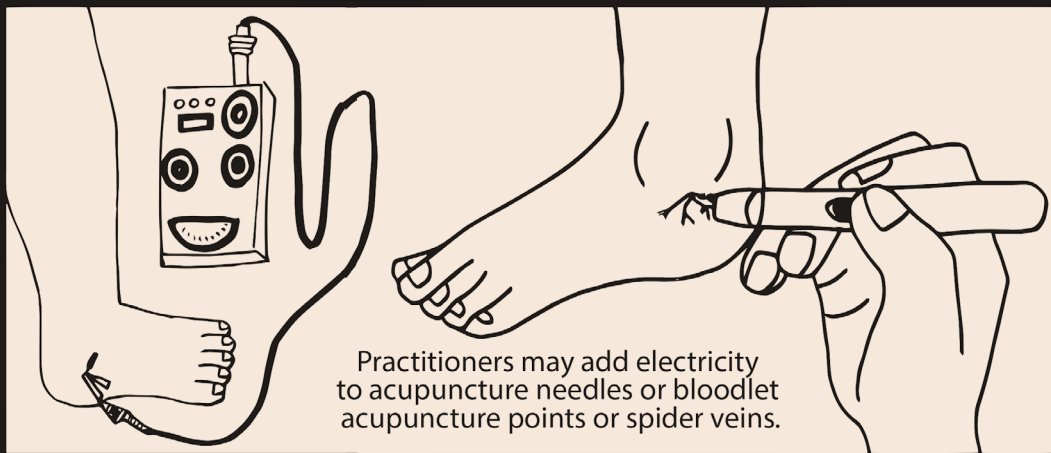 Practitioners may add electricity
to acupuncture needles or bloodlet
acupuncture points or spider veins.